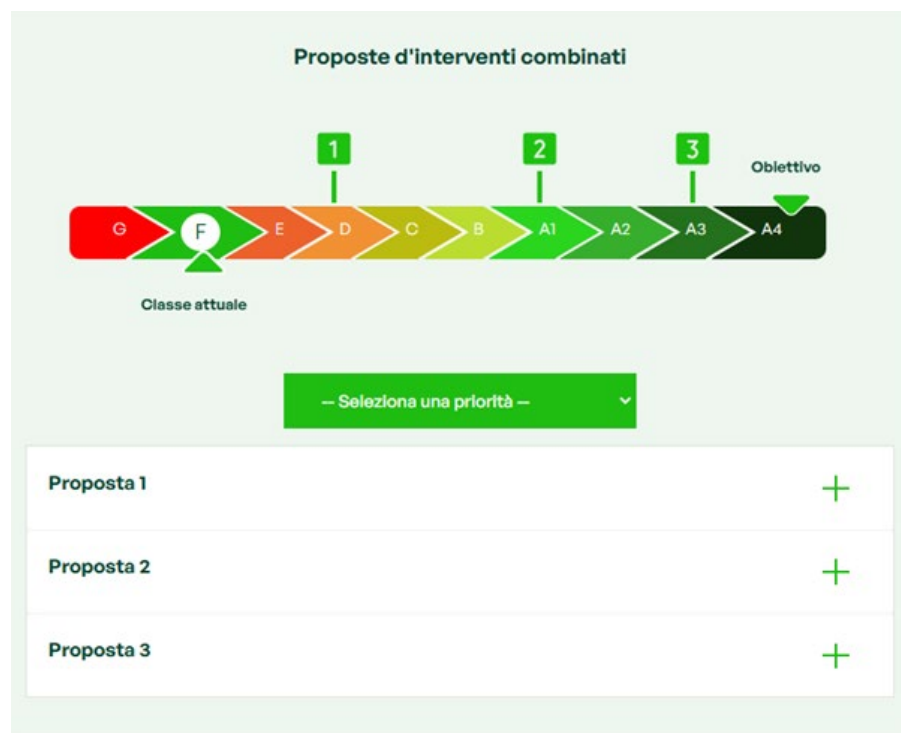 Proposte d'interventi combinati
1 2 3
Obiettivo
G F E D C B A1 A2 A3 A4
Classe attuale
— Seleziona una priorità —
Proposta 1
Proposta 2
Proposta 3